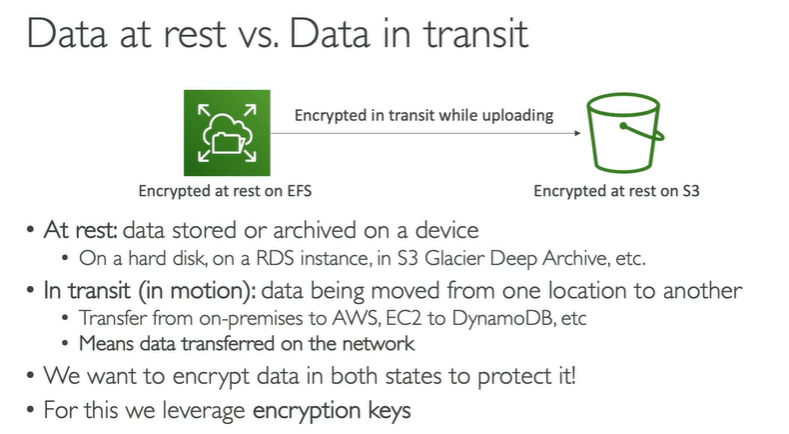 Data at rest vs. Data in transit
Encrypted in transit while uploading
Encrypted at rest on EFS
Encrypted at rest on S3
• At rest: data stored or archived on a device
• On a hard disk, on a RDS instance, in S3 Glacier Deep Archive, etc.
• In transit (in motion): data being moved from one location to another
• Transfer from on-premises to AWS, EC2 to DynamoDB, etc
• Means data transferred on the network
• We want to encrypt data in both states to protect it!
• For this we leverage encryption keys